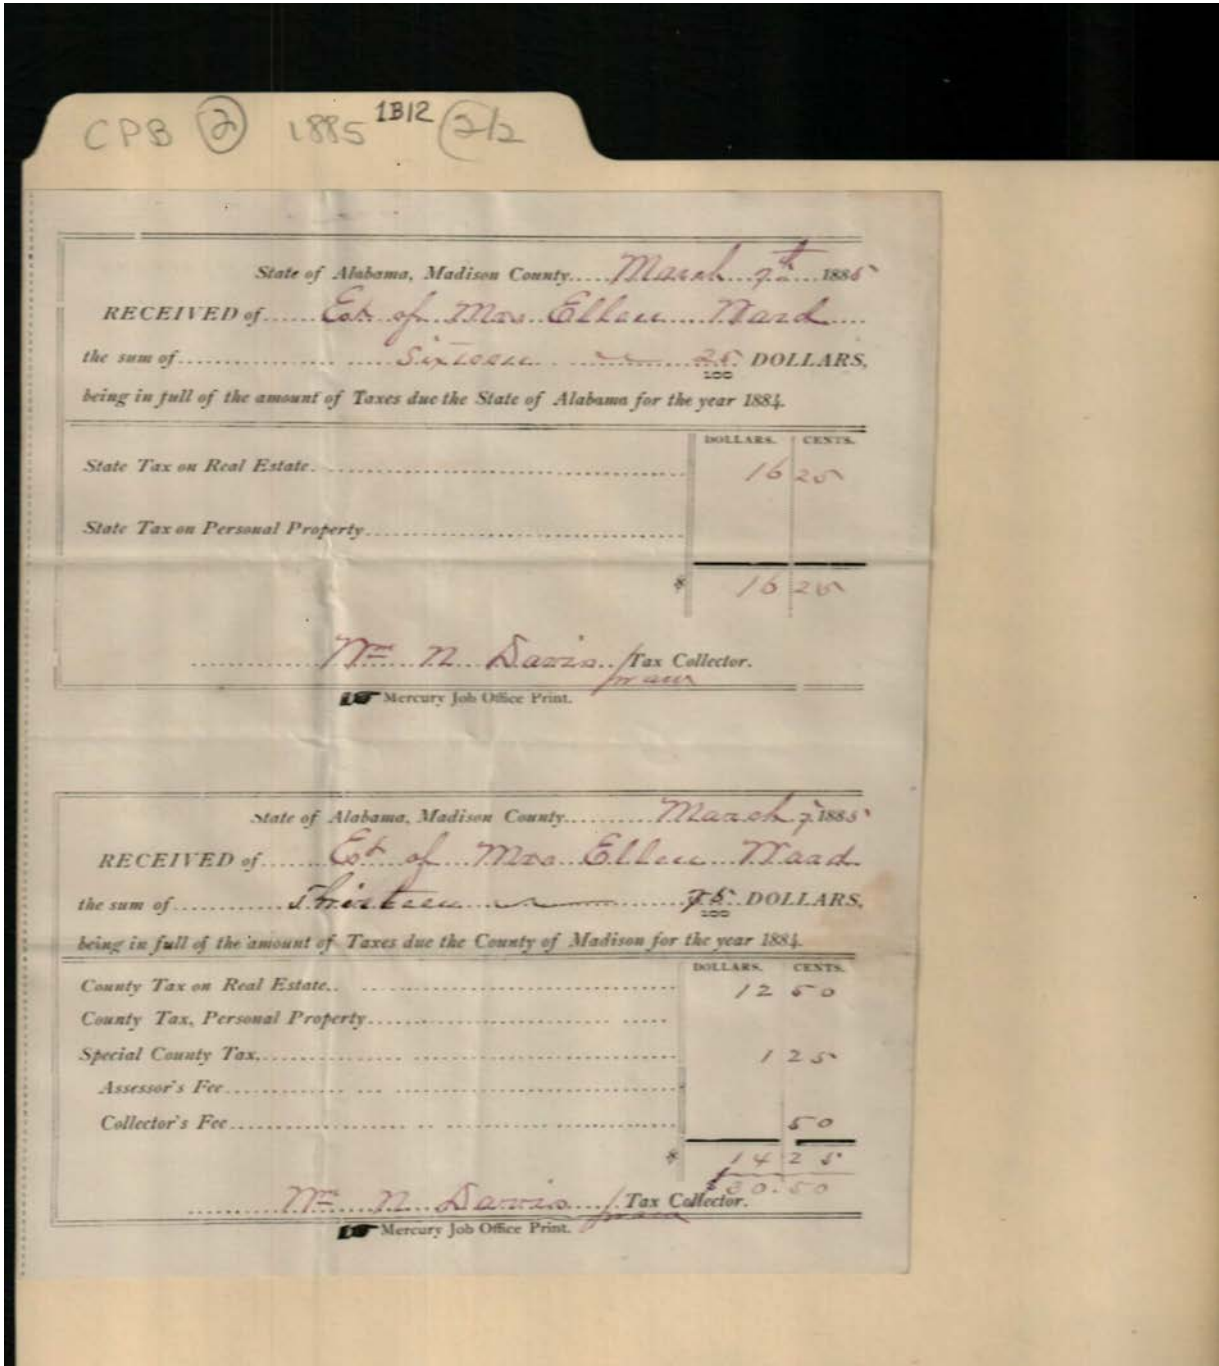 CPB 2 1885 1B12 2/2
State of Alabama, Madison County..... March 7th 1885
RECEIVED of...... Est of Mrs Ellen Ward
the sum of.............. Sixteen 25/100 DOLLARS,
being in full of the amount of Taxes due the State of Alabama for the year 1884.
DOLLARS. CENTS.
State Tax on Real Estate. 16 25
State Tax on Personal Property
$ 16 25
Wm N Davis / Tax Collector.
Mercury Job Office Print.
State of Alabama, Madison County......... March 7 1885
RECEIVED of...... Est of Mrs Ellen Ward
the sum of........... Thirteen 75/100 DOLLARS,
being in full of the amount of Taxes due the County of Madison for the year 1884.
DOLLARS. CENTS.
County Tax on Real Estate.. 12 50
County Tax, Personal Property
Special County Tax, 1 25
Assessor's Fee
Collector's Fee 50
$ 14 25
$30.50
Wm N Davis / Tax Collector.
Mercury Job Office Print.